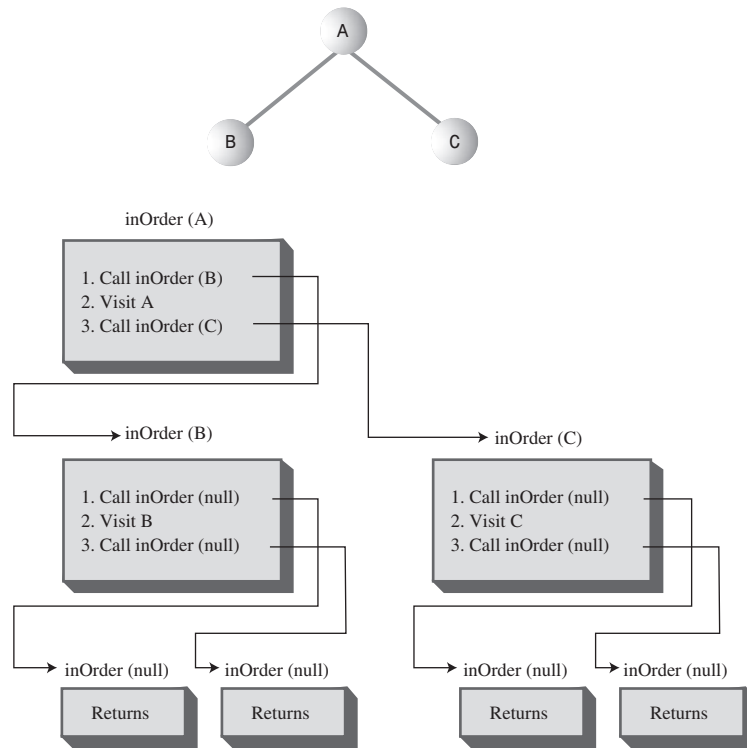 A
B
C
inOrder (A)
1. Call inOrder (B)
2. Visit A
3. Call inOrder (C)
inOrder (B)
1. Call inOrder (null)
2. Visit B
3. Call inOrder (null)
inOrder (C)
1. Call inOrder (null)
2. Visit C
3. Call inOrder (null)
inOrder (null)
Returns
inOrder (null)
Returns
inOrder (null)
Returns
inOrder (null)
Returns